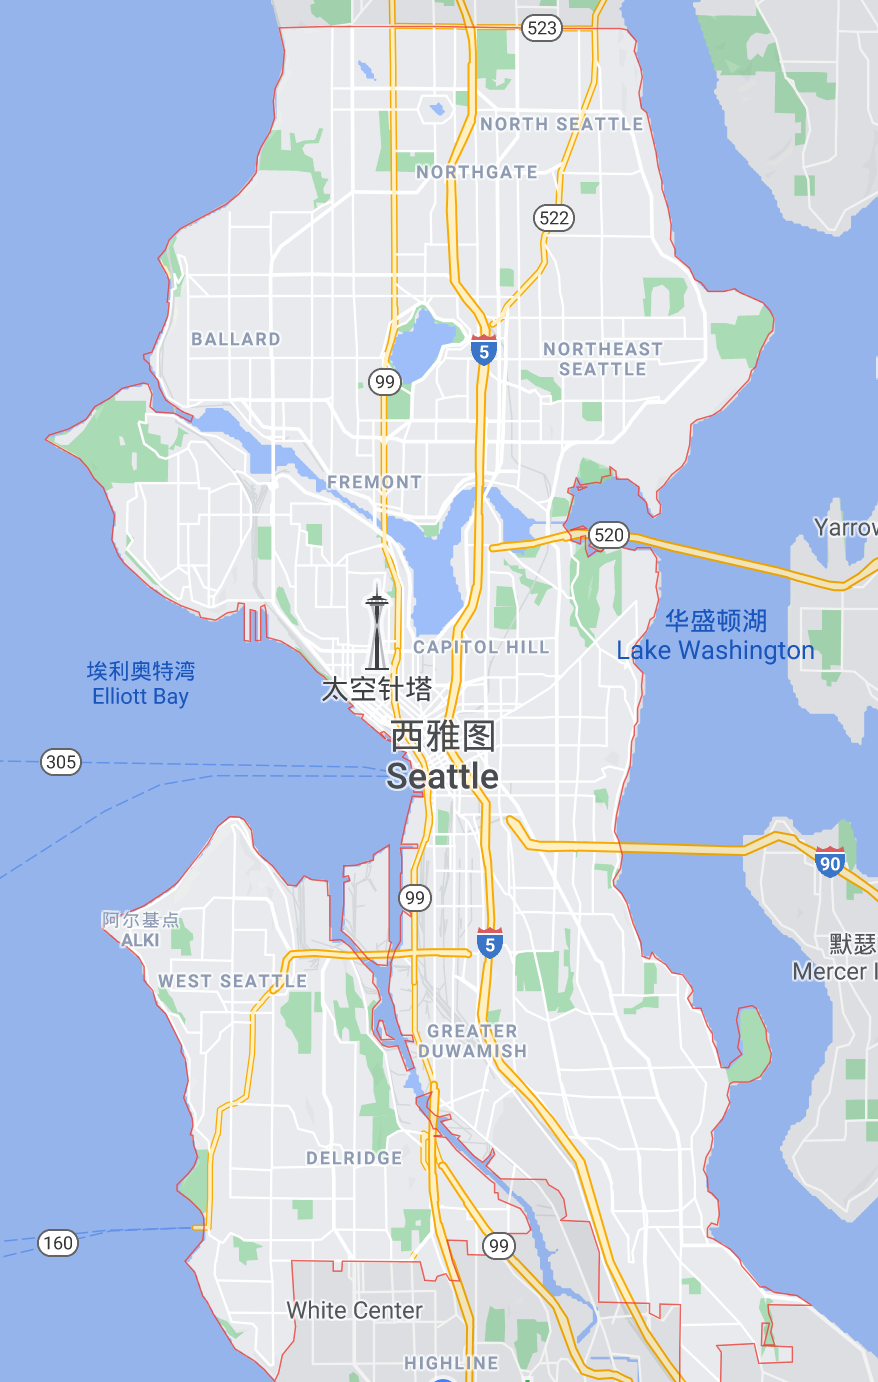 523
NORTH SEATTLE
NORTHGATE
522
BALLARD
5
NORTHEAST
SEATTLE
99
FREMONT
520
Yarrow
华盛顿湖
Lake Washington
CAPITOL HILL
埃利奥特湾
Elliott Bay
太空针塔
西雅图
Seattle
305
90
99
阿尔基点
ALKI
5
默瑟
Mercer I
WEST SEATTLE
GREATER
DUWAMISH
DELRIDGE
160
99
White Center
HIGHLINE